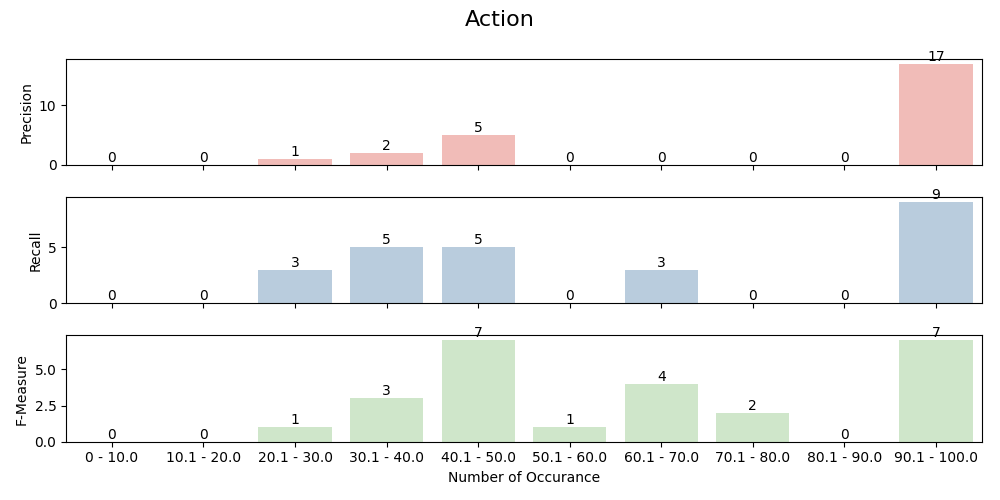 Action
Precision
10
0
0 0 1 2 5 0 0 0 0 17
Recall
5
0
0 0 3 5 5 0 3 0 0 9
F-Measure
5.0
2.5
0.0
0 0 1 3 7 1 4 2 0 7
0 - 10.0 10.1 - 20.0 20.1 - 30.0 30.1 - 40.0 40.1 - 50.0 50.1 - 60.0 60.1 - 70.0 70.1 - 80.0 80.1 - 90.0 90.1 - 100.0
Number of Occurance